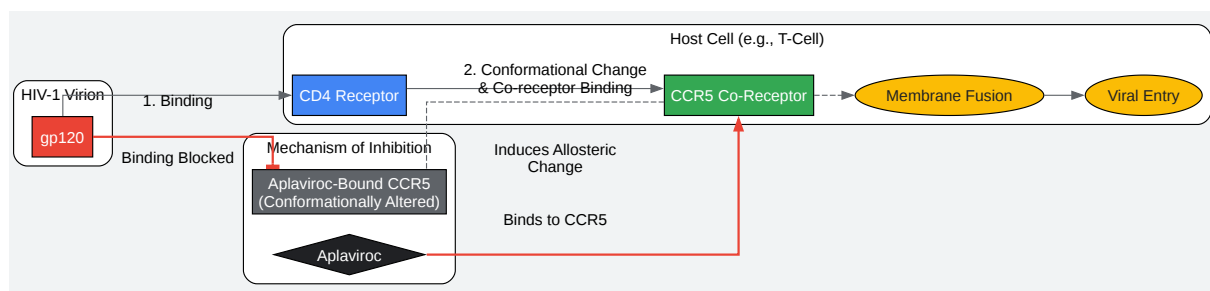 Host Cell (e.g., T-Cell)
HIV-1 Virion
gp120
1. Binding
CD4 Receptor
2. Conformational Change
& Co-receptor Binding
CCR5 Co-Receptor
Membrane Fusion
Viral Entry
Binding Blocked
Mechanism of Inhibition
Aplaviroc-Bound CCR5
(Conformationally Altered)
Induces Allosteric
Change
Binds to CCR5
Aplaviroc